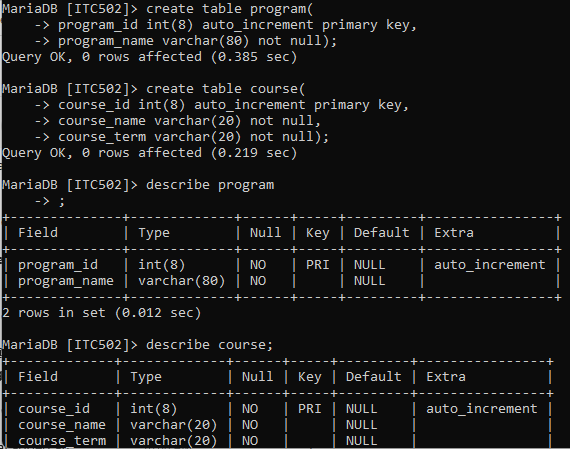 MariaDB [ITC502]> create table program(
    -> program_id int(8) auto_increment primary key,
    -> program_name varchar(80) not null);
Query OK, 0 rows affected (0.385 sec)

MariaDB [ITC502]> create table course(
    -> course_id int(8) auto_increment primary key,
    -> course_name varchar(20) not null,
    -> course_term varchar(20) not null);
Query OK, 0 rows affected (0.219 sec)

MariaDB [ITC502]> describe program
    -> ;
+--------------+-------------+------+-----+---------+----------------+
| Field        | Type        | Null | Key | Default | Extra          |
+--------------+-------------+------+-----+---------+----------------+
| program_id   | int(8)      | NO   | PRI | NULL    | auto_increment |
| program_name | varchar(80) | NO   |     | NULL    |                |
+--------------+-------------+------+-----+---------+----------------+
2 rows in set (0.012 sec)

MariaDB [ITC502]> describe course;
+-------------+-------------+------+-----+---------+----------------+
| Field       | Type        | Null | Key | Default | Extra          |
+-------------+-------------+------+-----+---------+----------------+
| course_id   | int(8)      | NO   | PRI | NULL    | auto_increment |
| course_name | varchar(20) | NO   |     | NULL    |                |
| course_term | varchar(20) | NO   |     | NULL    |                |